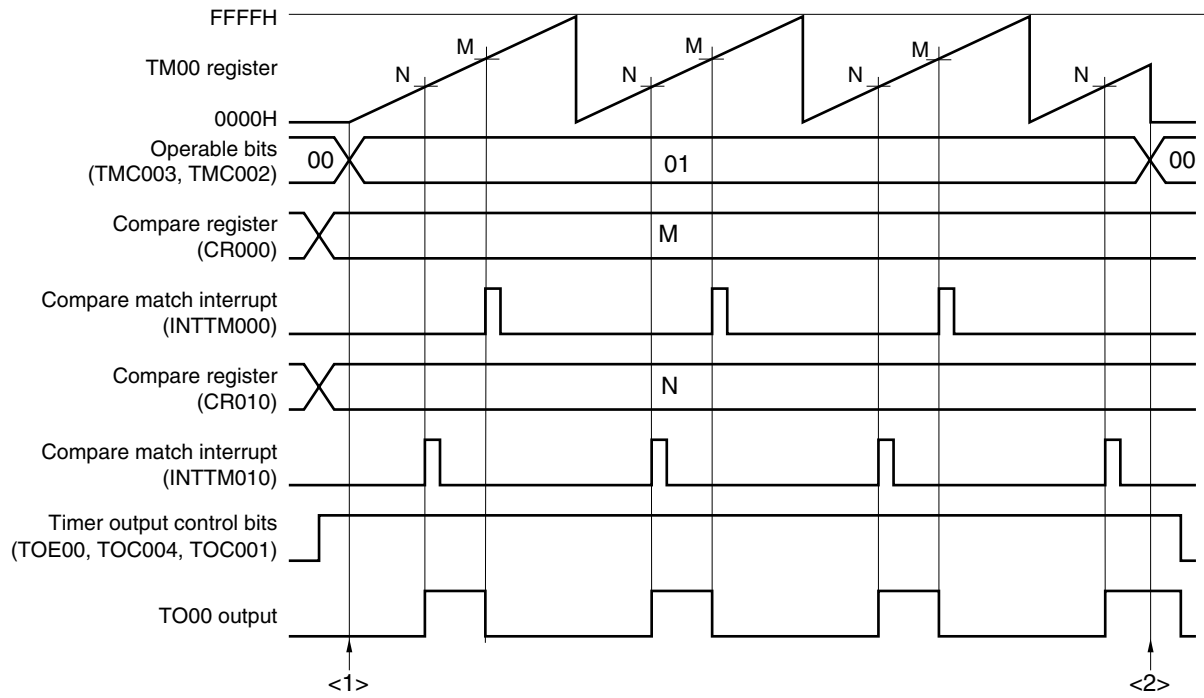 FFFFH
M M M
TM00 register N N N N
0000H
Operable bits
(TMC003, TMC002) 00 01 00
Compare register
(CR000) M
Compare match interrupt
(INTTM000)
Compare register
(CR010) N
Compare match interrupt
(INTTM010)
Timer output control bits
(TOE00, TOC004, TOC001)
TO00 output
<1> <2>